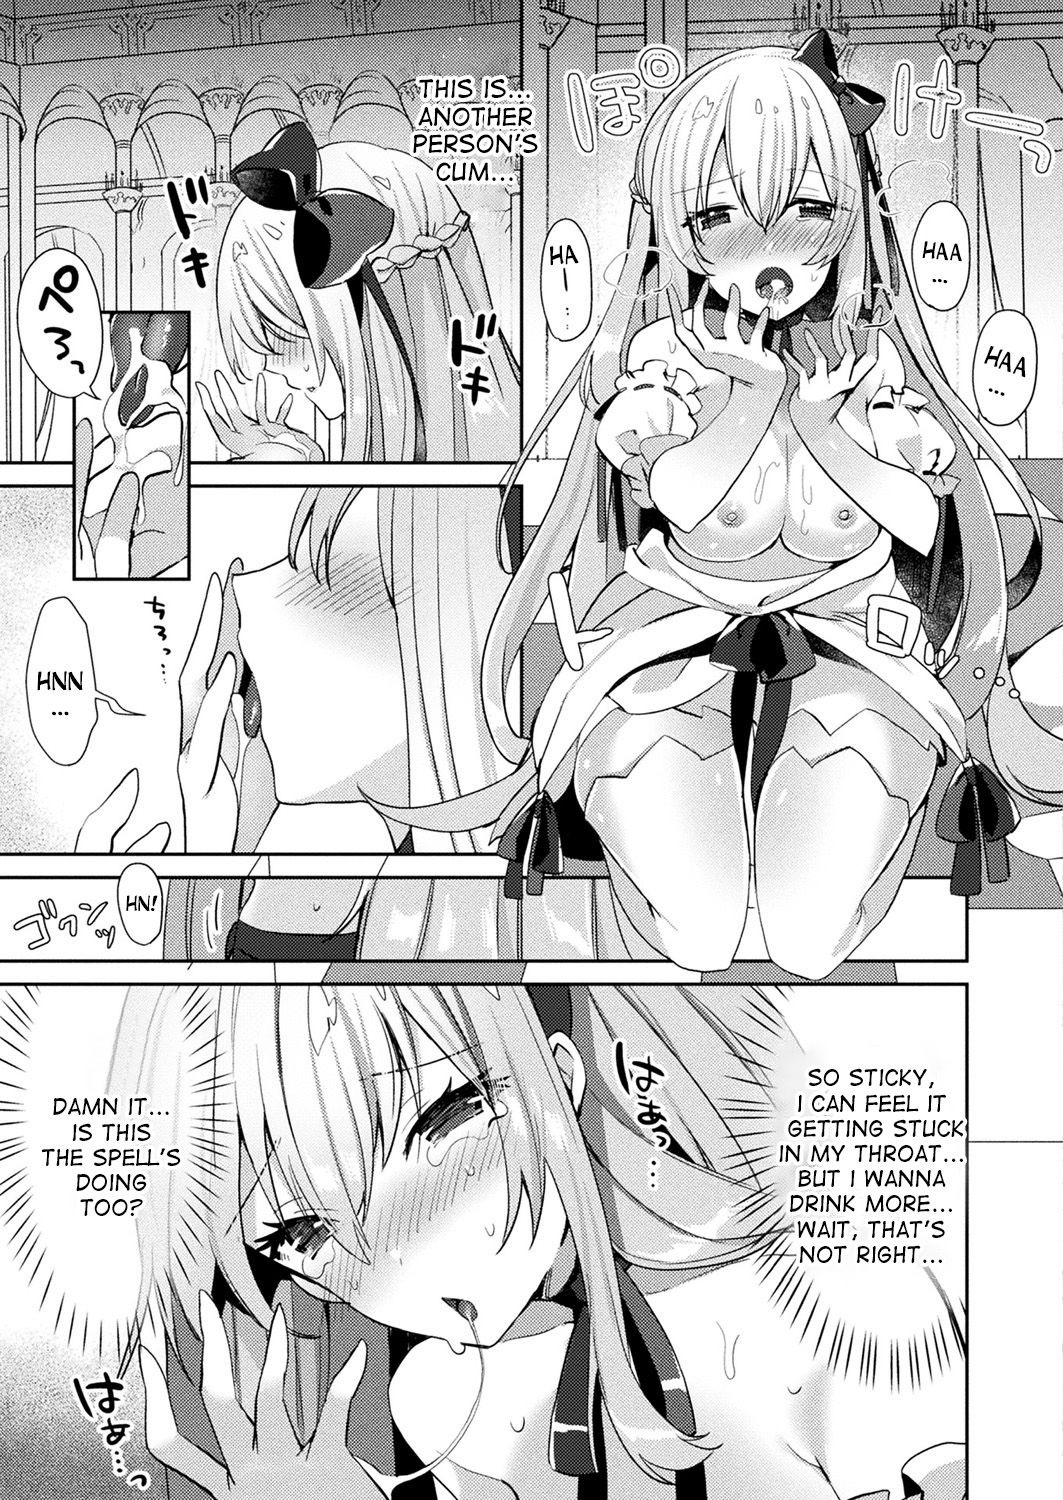 ぽけーっ
HA
ー...
HAA
...
HAA
...
THIS IS...
ANOTHER
PERSON'S
CUM...
ドキ
ドキ
ペろっ
ちろっ...
HNN
...
HN!
ゴクンッ
SO STICKY,
I CAN FEEL IT
GETTING STUCK
IN MY THROAT...
BUT I WANNA
DRINK MORE...
WAIT, THAT'S
NOT RIGHT...
はぁっ...
DAMN IT...
IS THIS
THE SPELL'S
DOING
TOO?
はぁ...っ